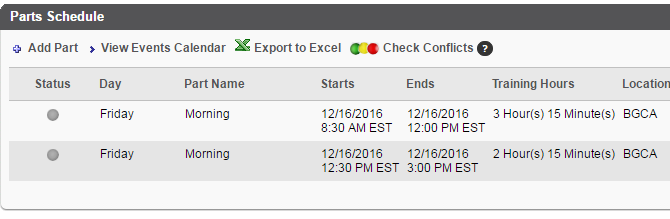 Parts Schedule
Add Part View Events Calendar Export to Excel Check Conflicts ?
Status Day Part Name Starts Ends Training Hours Location
Friday Morning 12/16/2016 12/16/2016 3 Hour(s) 15 Minute(s) BGCA
8:30 AM EST 12:00 PM EST
Friday Morning 12/16/2016 12/16/2016 2 Hour(s) 15 Minute(s) BGCA
12:30 PM EST 3:00 PM EST